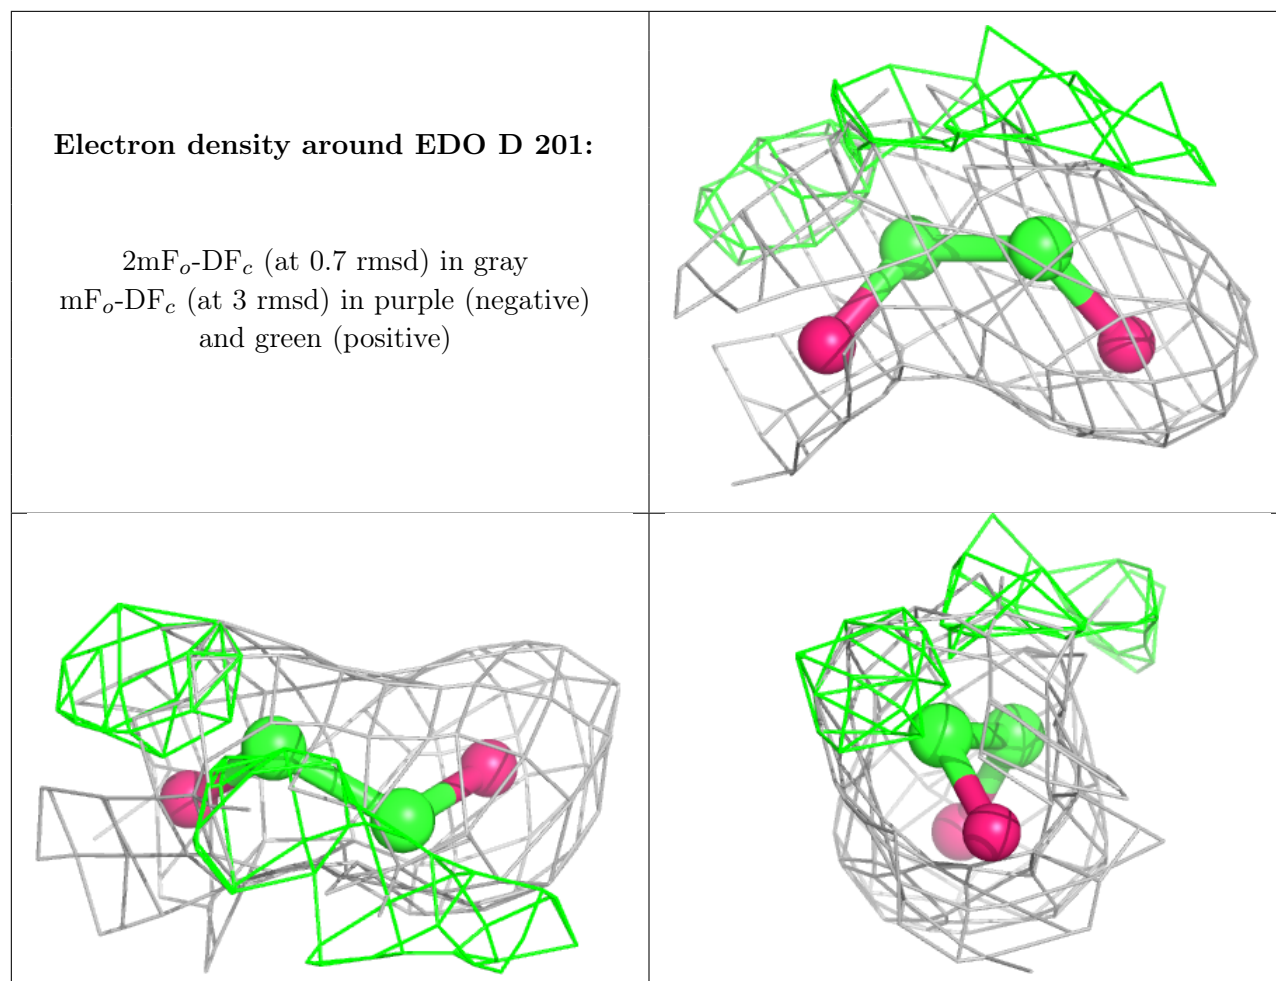 Electron density around EDO D 201:
2mFo-DFc (at 0.7 rmsd) in gray
mFo-DFc (at 3 rmsd) in purple (negative)
and green (positive)